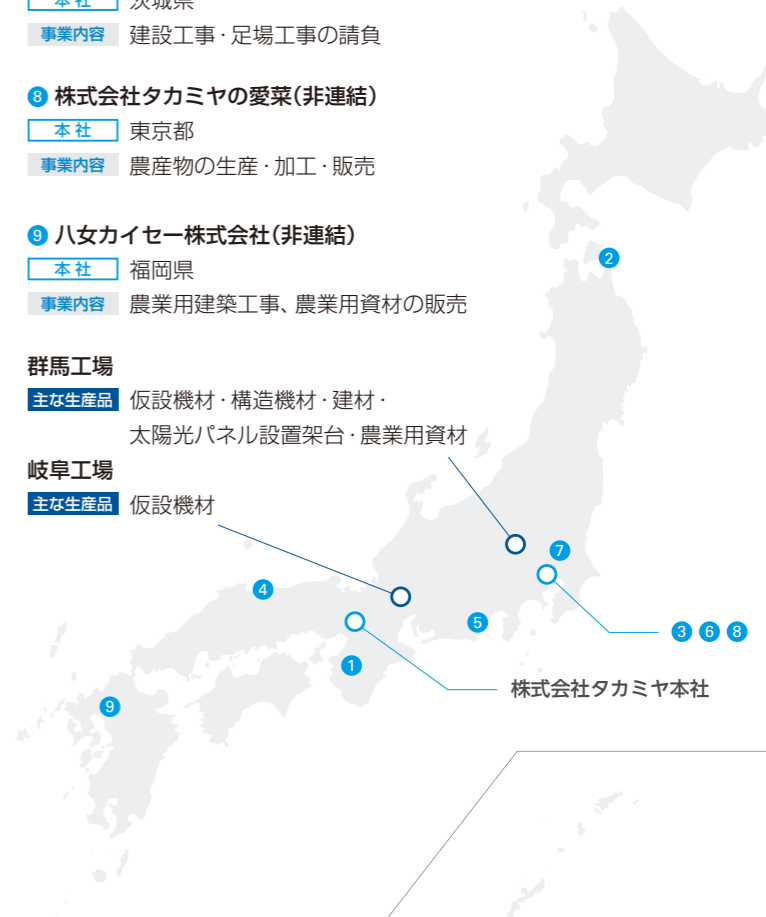 本社 茨城県
事業内容 建設工事・足場工事の請負
8 株式会社タカミヤの愛菜(非連結)
本社 東京都
事業内容 農産物の生産・加工・販売
9 八女カイセー株式会社(非連結)
本社 福岡県
事業内容 農業用建築工事、農業用資材の販売
群馬工場
主な生産品 仮設機材・構造機材・建材・
太陽光パネル設置架台・農業用資材
岐阜工場
主な生産品 仮設機材
2
7
4
5
3 6 8
1
株式会社タカミヤ本社
9